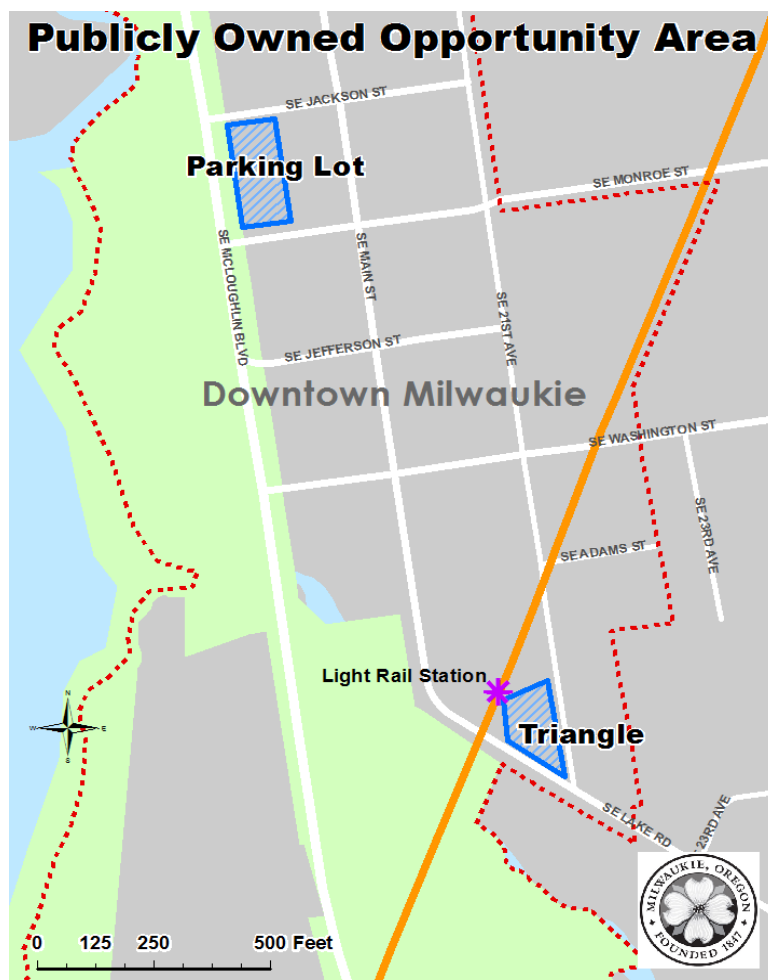 Publicly Owned Opportunity Area
SE JACKSON ST
Parking Lot
SE MONROE ST
SE MCLOUGHLIN BLVD
SE MAIN ST
SE 21ST AVE
SE JEFFERSON ST
Downtown Milwaukie
SE WASHINGTON ST
SE 23RD AVE
SE ADAMS ST
Light Rail Station
N
W
E
S
Triangle
SE LAKE RD
23RD AVE
MILWAUKIE, OREGON
FOUNDED 1847
0 125 250 500 Feet